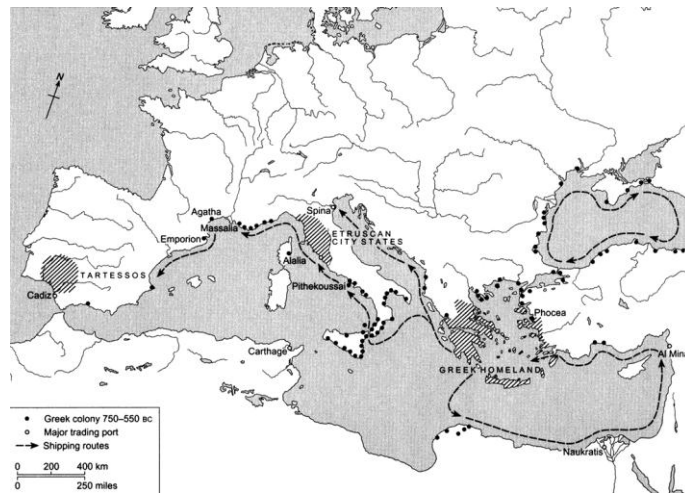 N
Spina
Agatha
Massalia
ETRUSCAN
CITY STATES
Emporion
Alalia
TARTESSOS
Pithekoussai
Cadiz
Phocea
Carthage
Al Mina
GREEK HOMELAND
Naukratis
Greek colony 750–550 BC
Major trading port
Shipping routes
0 200 400 km
0 250 miles